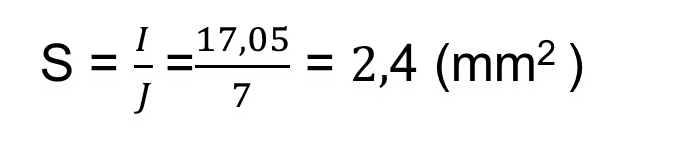 S = I/J = 17,05/7 = 2,4 (mm² )